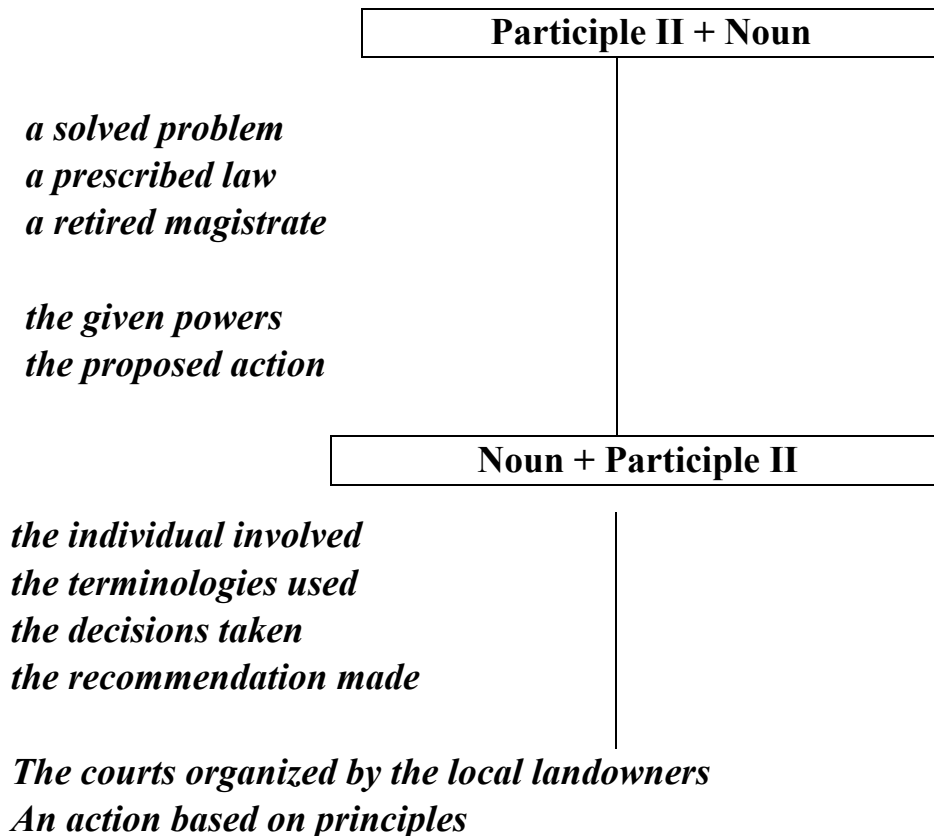 Participle II + Noun
a solved problem
a prescribed law
a retired magistrate
the given powers
the proposed action
Noun + Participle II
the individual involved
the terminologies used
the decisions taken
the recommendation made
The courts organized by the local landowners
An action based on principles